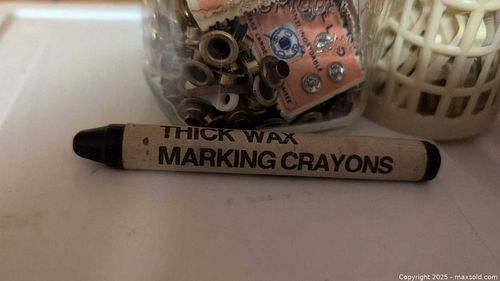 THICK WAX
MARKING CRAYONS
Copyright 2025 - maxsold.com